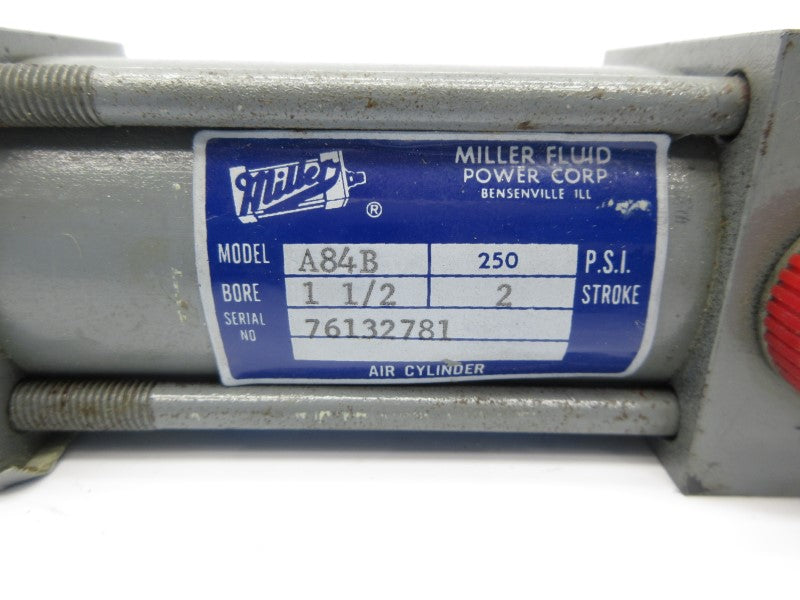 Miller ®
MILLER FLUID
POWER CORP
BENSENVILLE ILL
MODEL A84B 250 P.S.I.
BORE 1 1/2 2 STROKE
SERIAL NO 76132781
AIR CYLINDER